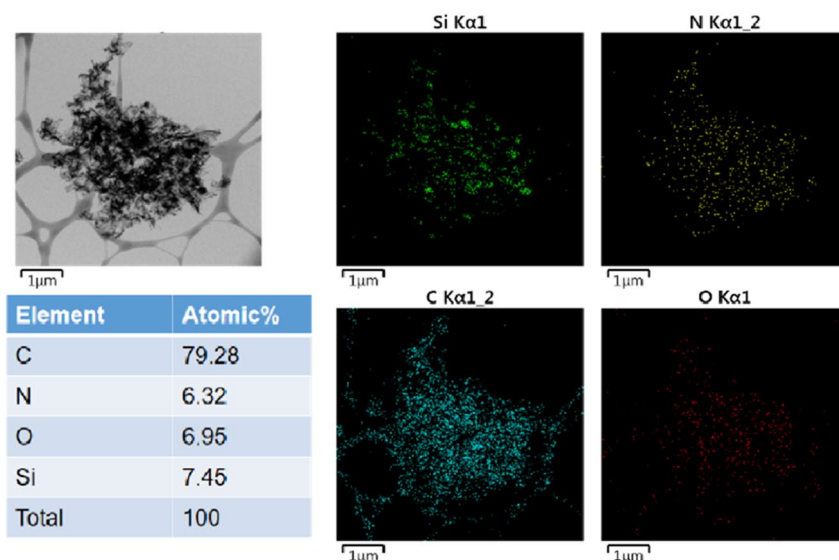 Si Kα1
N Kα1_2
1μm
1μm
1μm
Element Atomic%
C 79.28
N 6.32
O 6.95
Si 7.45
Total 100
C Kα1_2
O Kα1
1μm
1μm